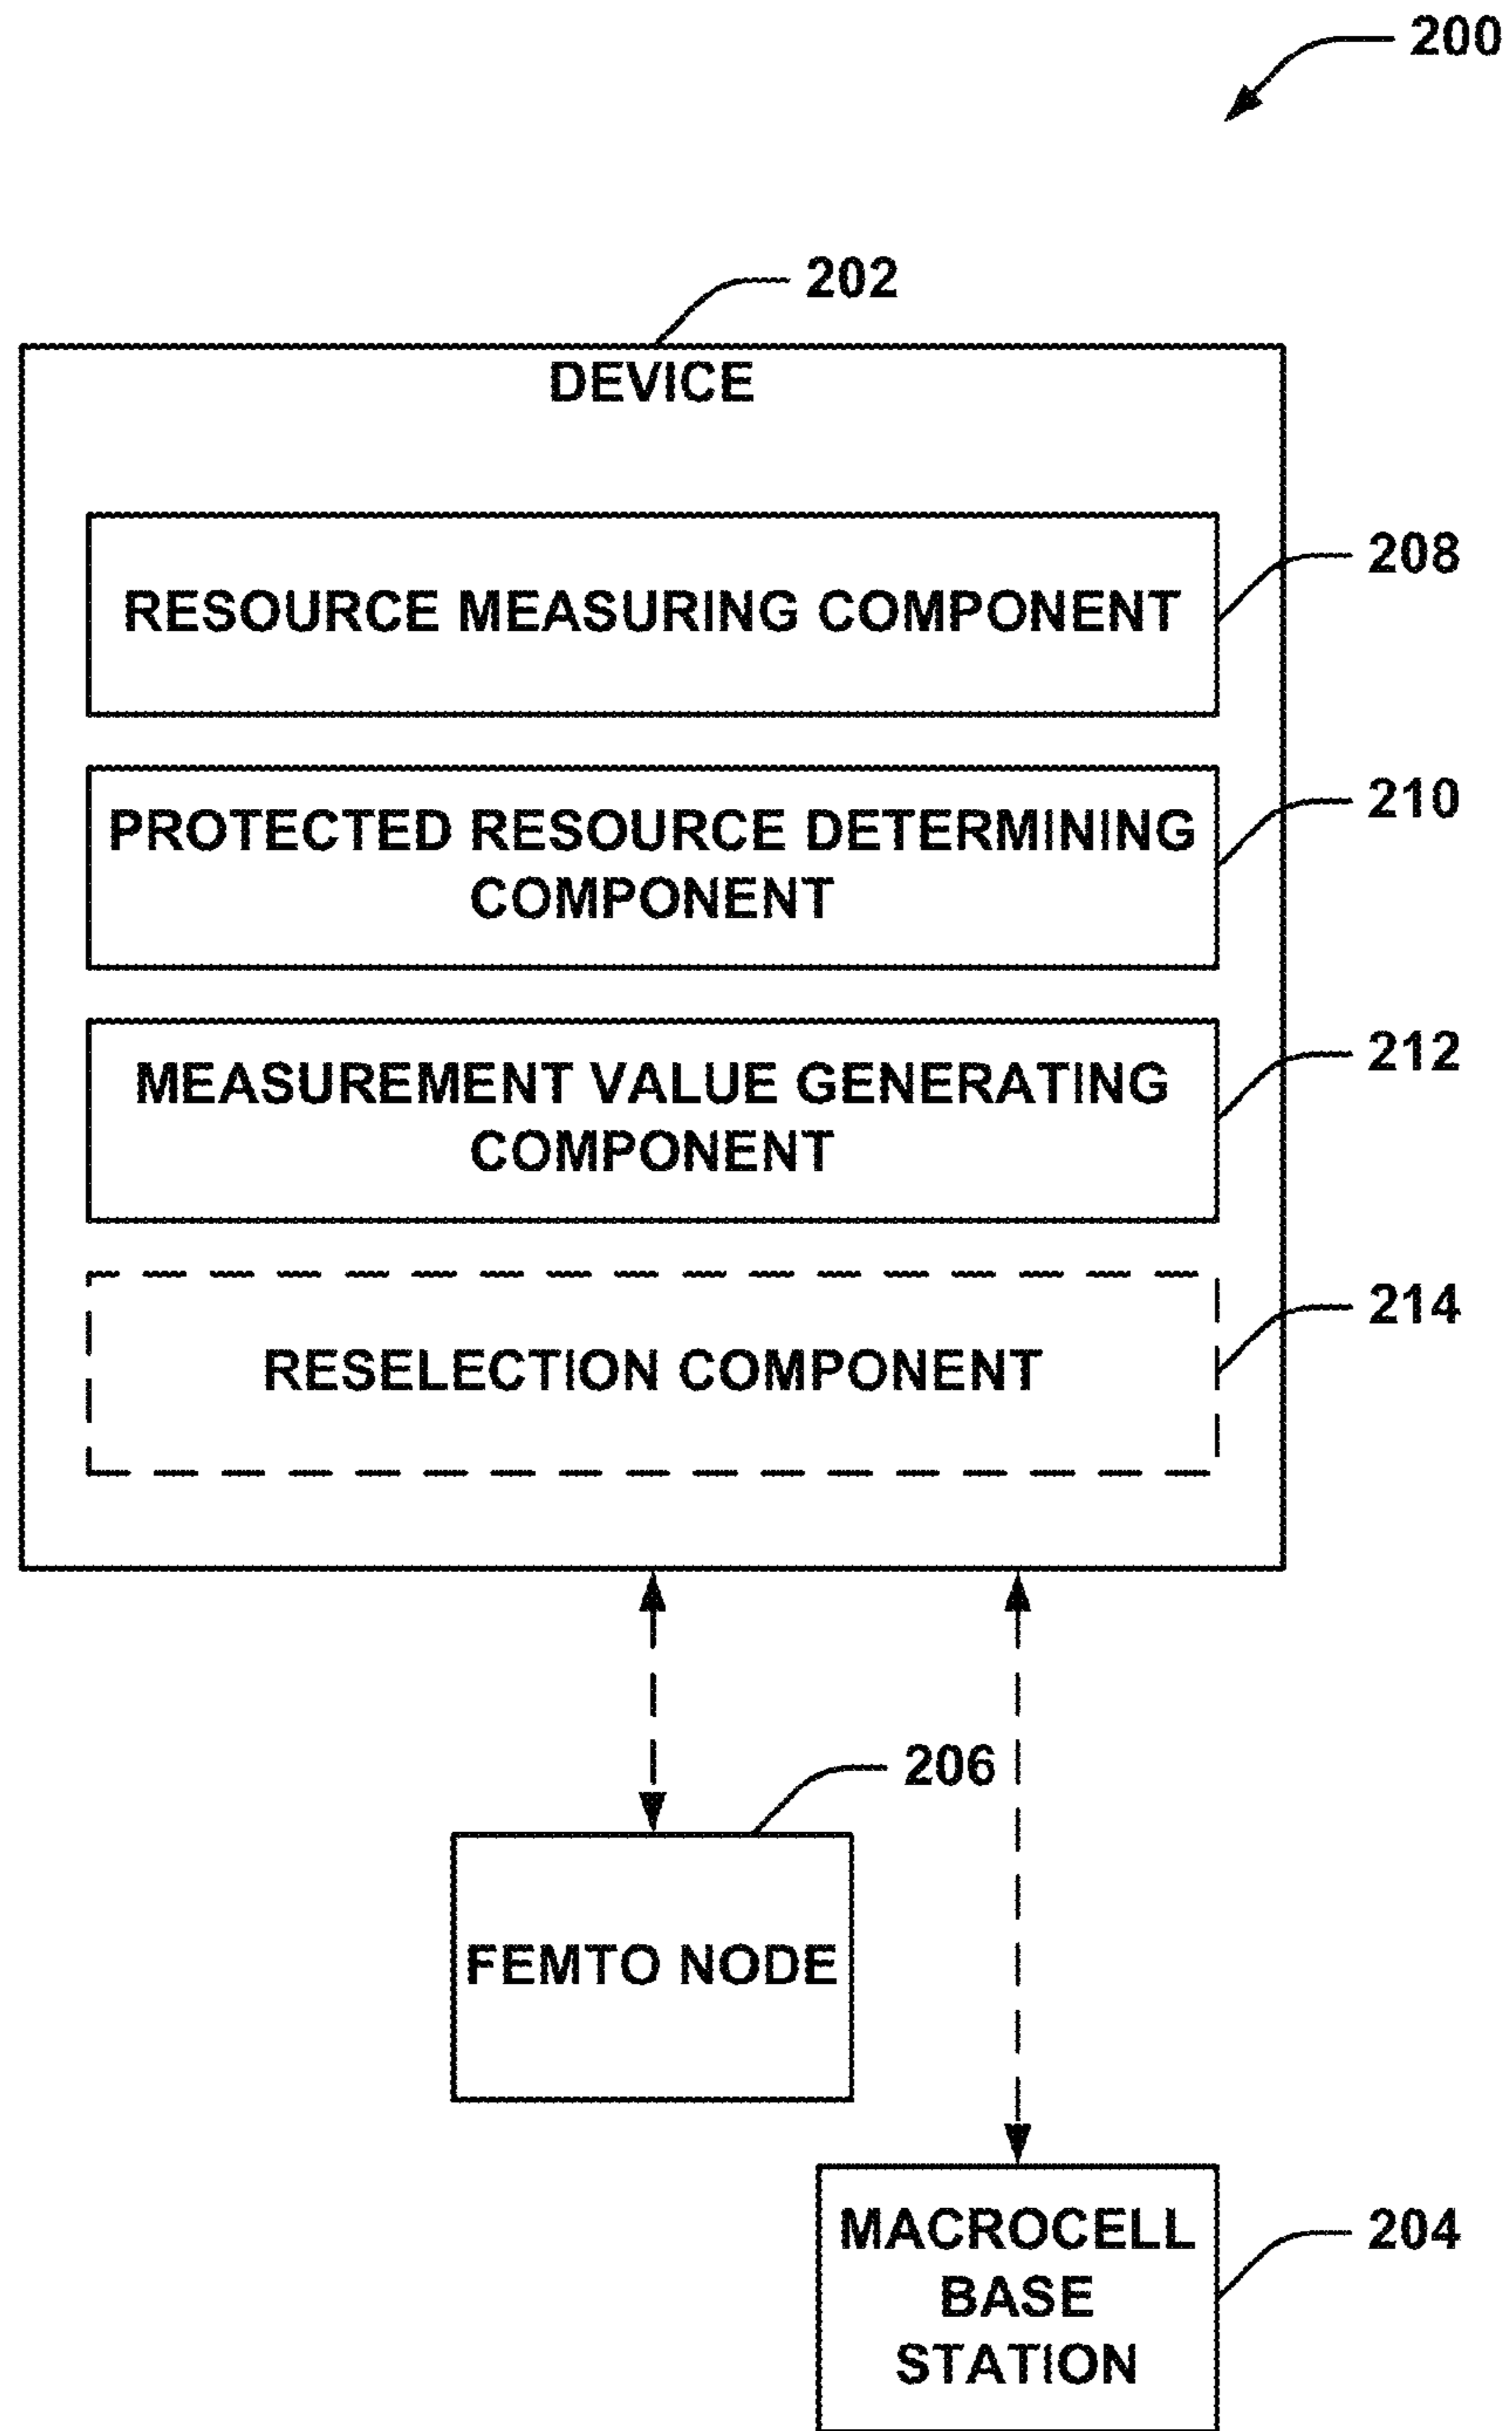 200
202
DEVICE
RESOURCE MEASURING COMPONENT
208
PROTECTED RESOURCE DETERMINING
COMPONENT
210
MEASUREMENT VALUE GENERATING
COMPONENT
212
RESELECTION COMPONENT
214
206
FEMTO NODE
MACROCELL
BASE
STATION
204